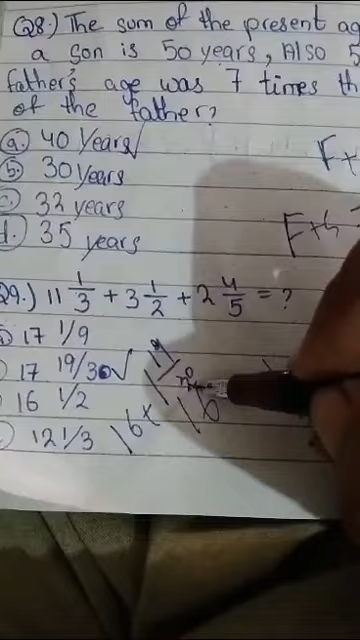 Q8.) The sum of the present ag
a son is 50 years, Also 5
father's age was 7 times th
of the father?
a. 40 Years ✓
b. 30 years
c. 32 years
d. 35 years
F+
F+S
Q9.) 11 1/3 + 3 1/2 + 2 4/5 = ?
17 1/9
17 19/30 ✓
16 1/2
12 1/3